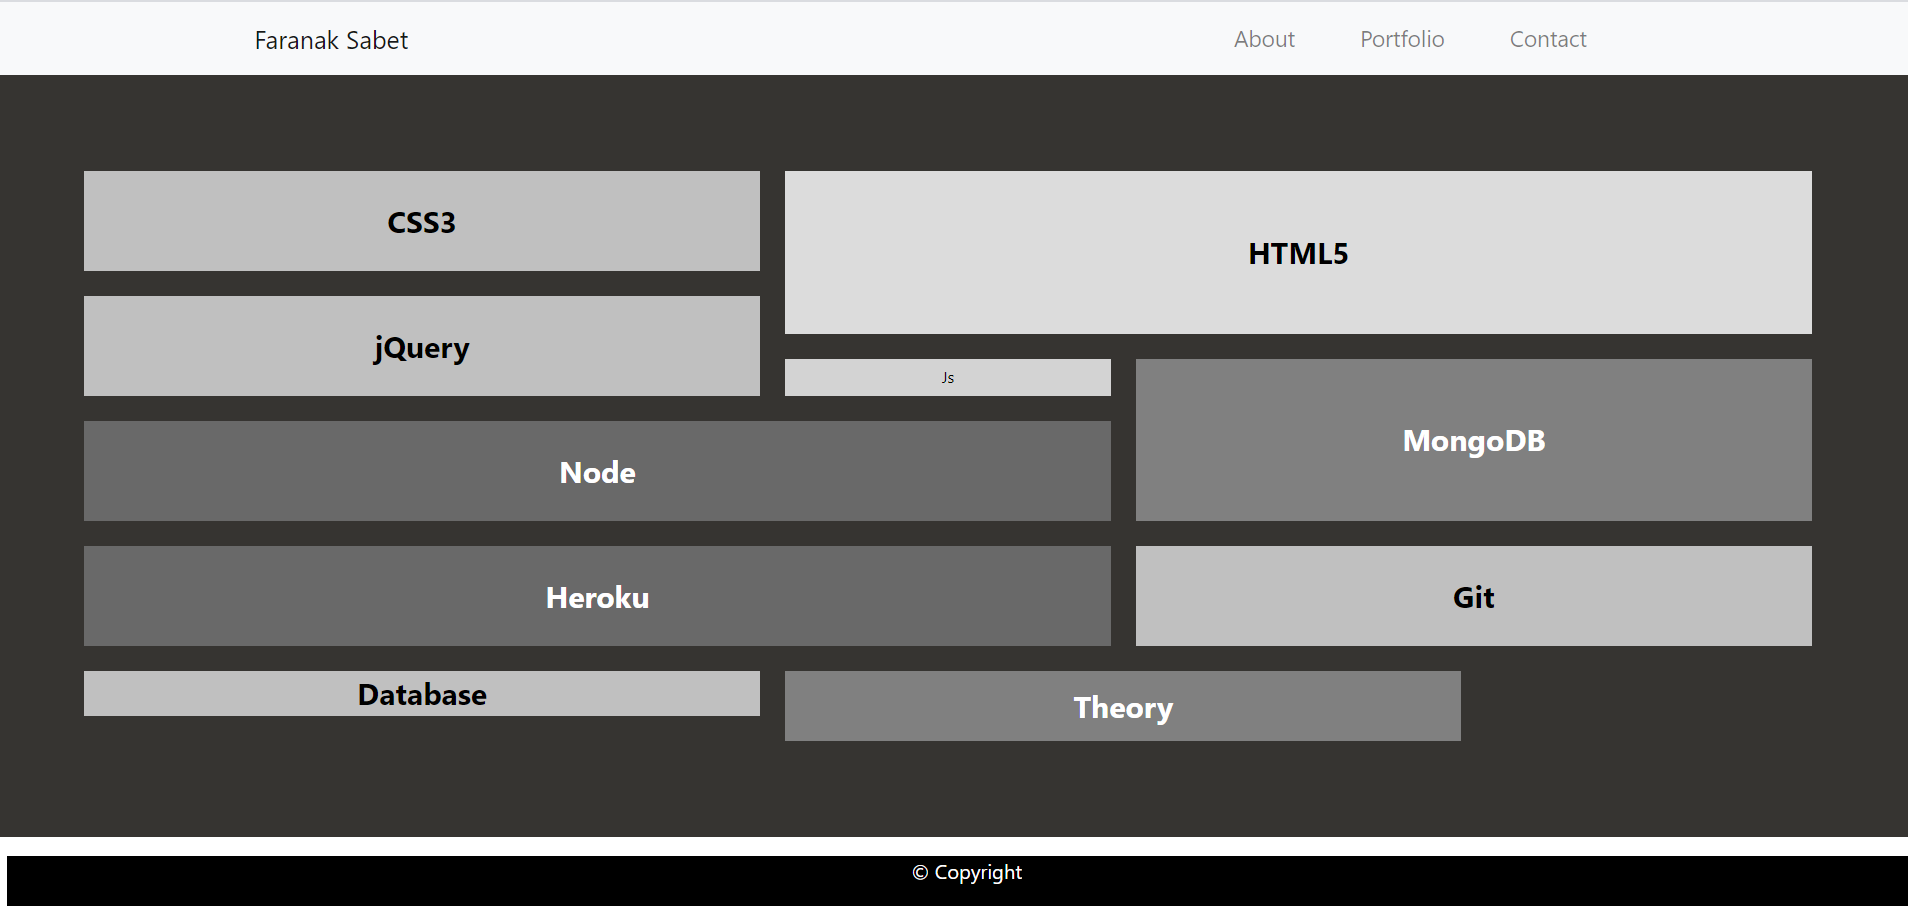 Faranak Sabet
About
Portfolio
Contact
CSS3
HTML5
jQuery
Js
MongoDB
Node
Heroku
Git
Database
Theory
© Copyright